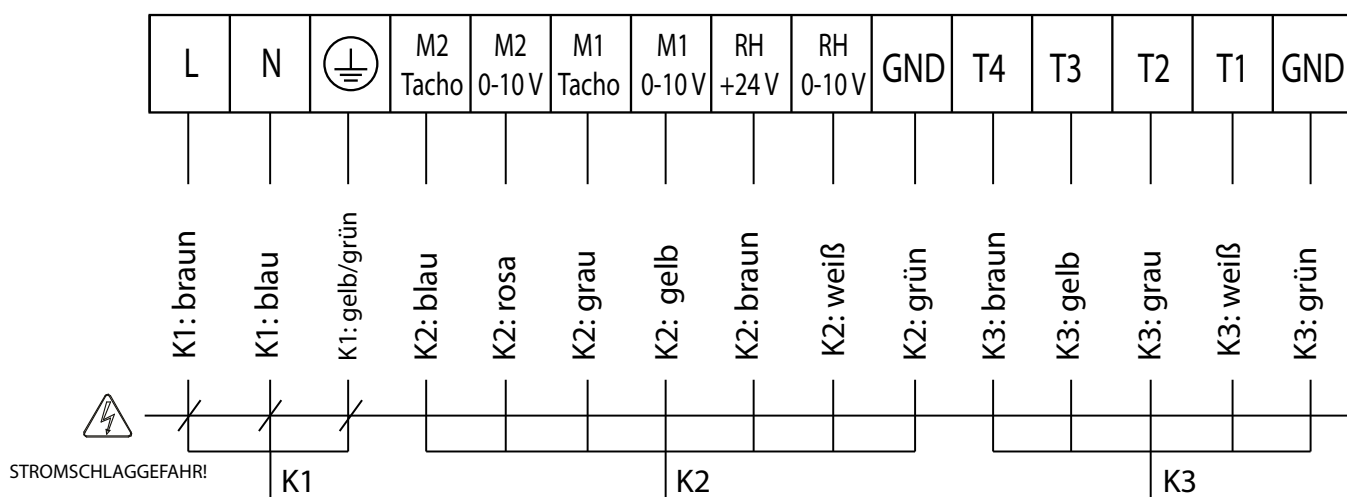 L N M2 M2 M1 M1 RH RH GND T4 T3 T2 T1 GND
Tacho 0-10 V Tacho 0-10 V +24 V 0-10 V
K1: braun
K1: blau
K1: gelb/grün
K2: blau
K2: rosa
K2: grau
K2: gelb
K2: braun
K2: weiß
K2: grün
K3: braun
K3: gelb
K3: grau
K3: weiß
K3: grün
STROMSCHLAGGEFAHR!
K1 K2 K3